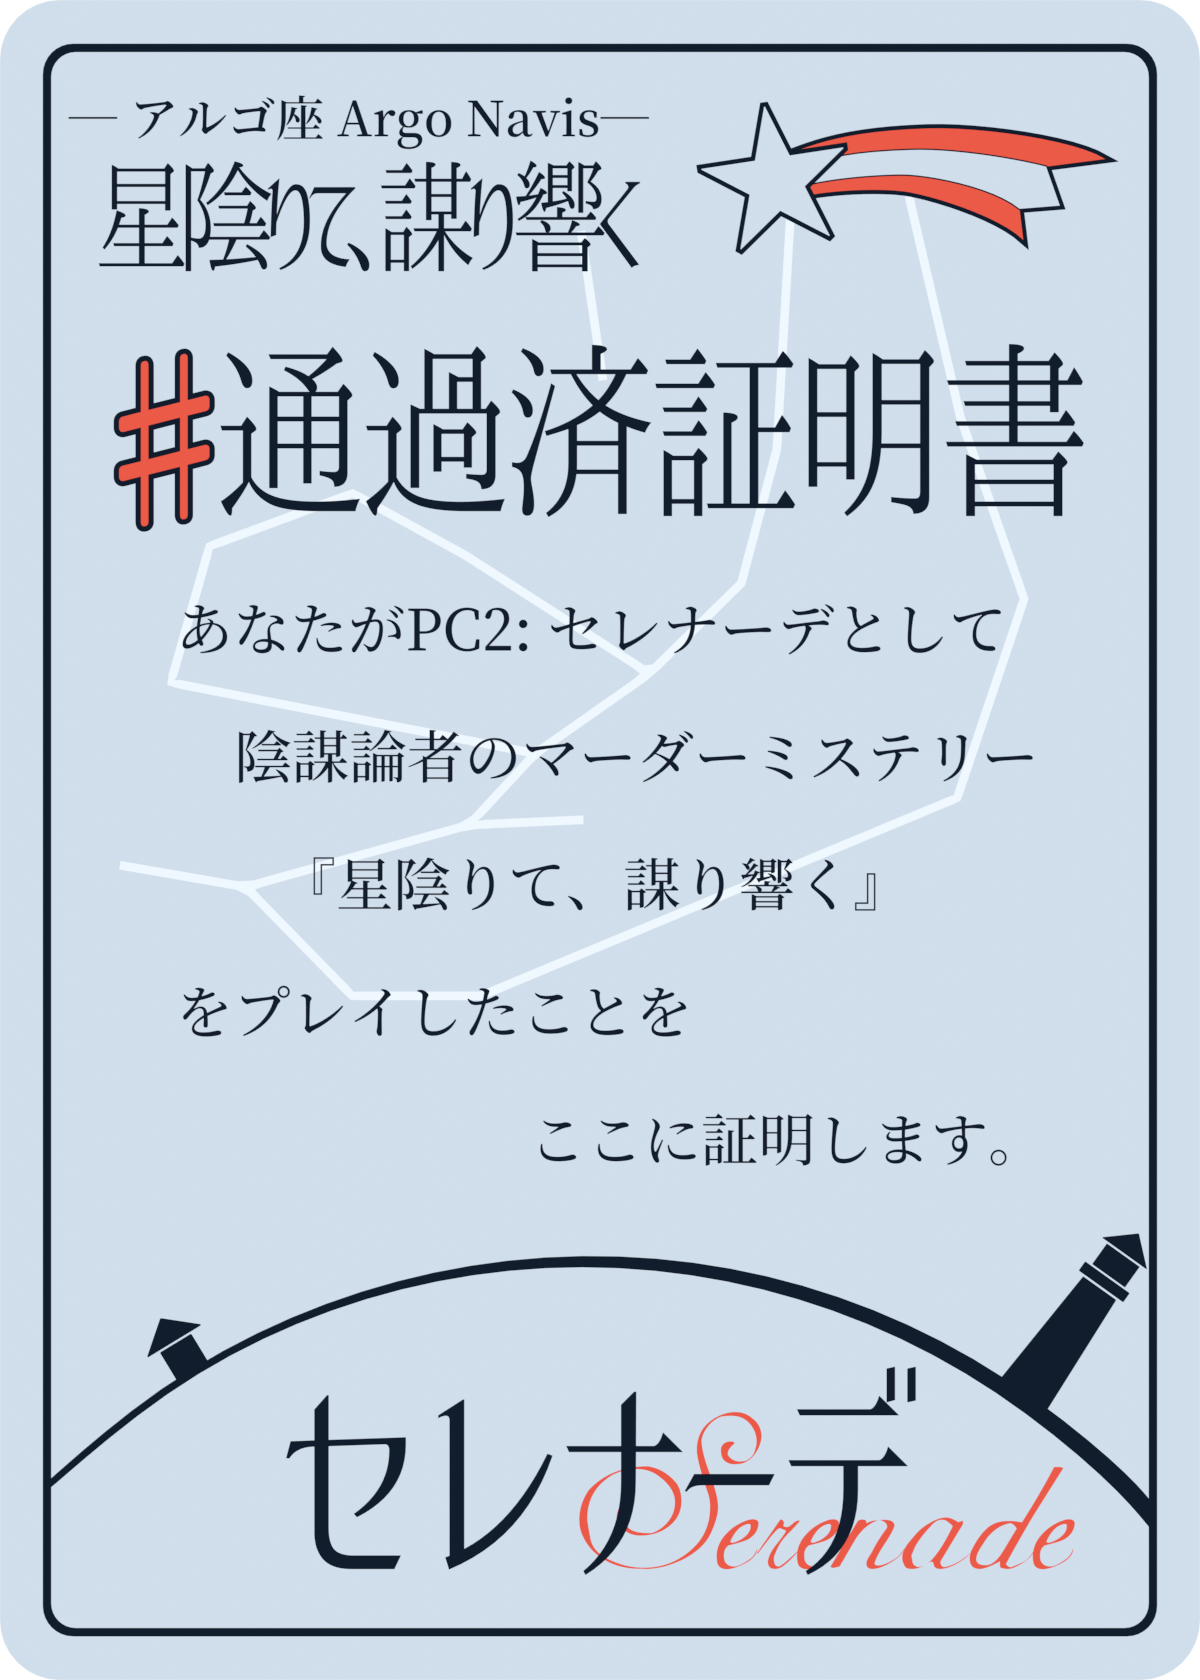 ― アルゴ座 Argo Navis―
星陰りて、謀り響く
#通過済証明書
あなたがPC2: セレナーデとして
陰謀論者のマーダーミステリー
『星陰りて、謀り響く』
をプレイしたことを
ここに証明します。
セレナーデ
Serenade